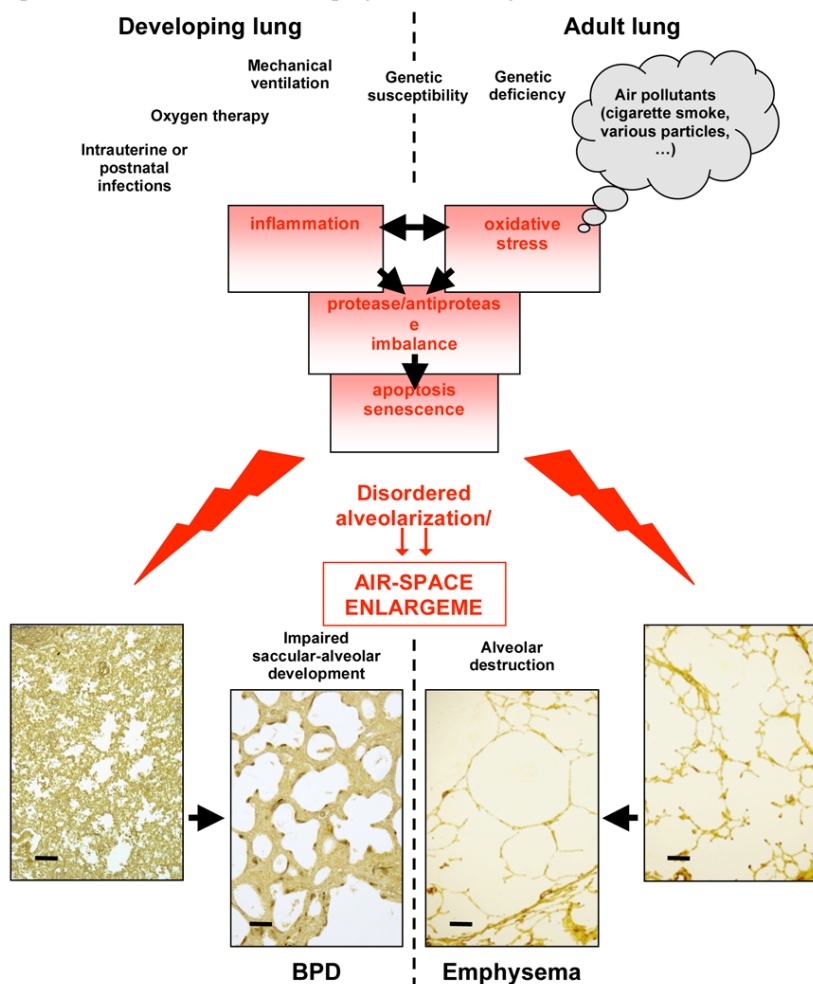 Developing lung
Adult lung
Mechanical
ventilation
Genetic
susceptibility
Genetic
deficiency
Air pollutants
(cigarette smoke,
various particles,
…)
Oxygen therapy
Intrauterine or
postnatal
infections
inflammation
oxidative
stress
protease/antiproteas
e
imbalance
apoptosis
senescence
Disordered
alveolarization/
AIR-SPACE
ENLARGEME
Impaired
saccular-alveolar
development
Alveolar
destruction
BPD
Emphysema